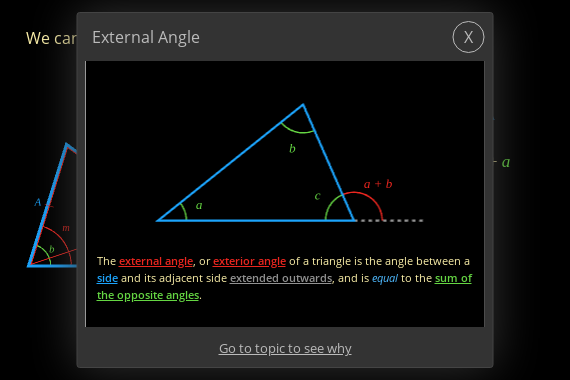 We can
External Angle
X
b
a
c
a + b
- a
A
m
b
The external angle, or exterior angle of a triangle is the angle between a
side and its adjacent side extended outwards, and is equal to the sum of
the opposite angles.
Go to topic to see why